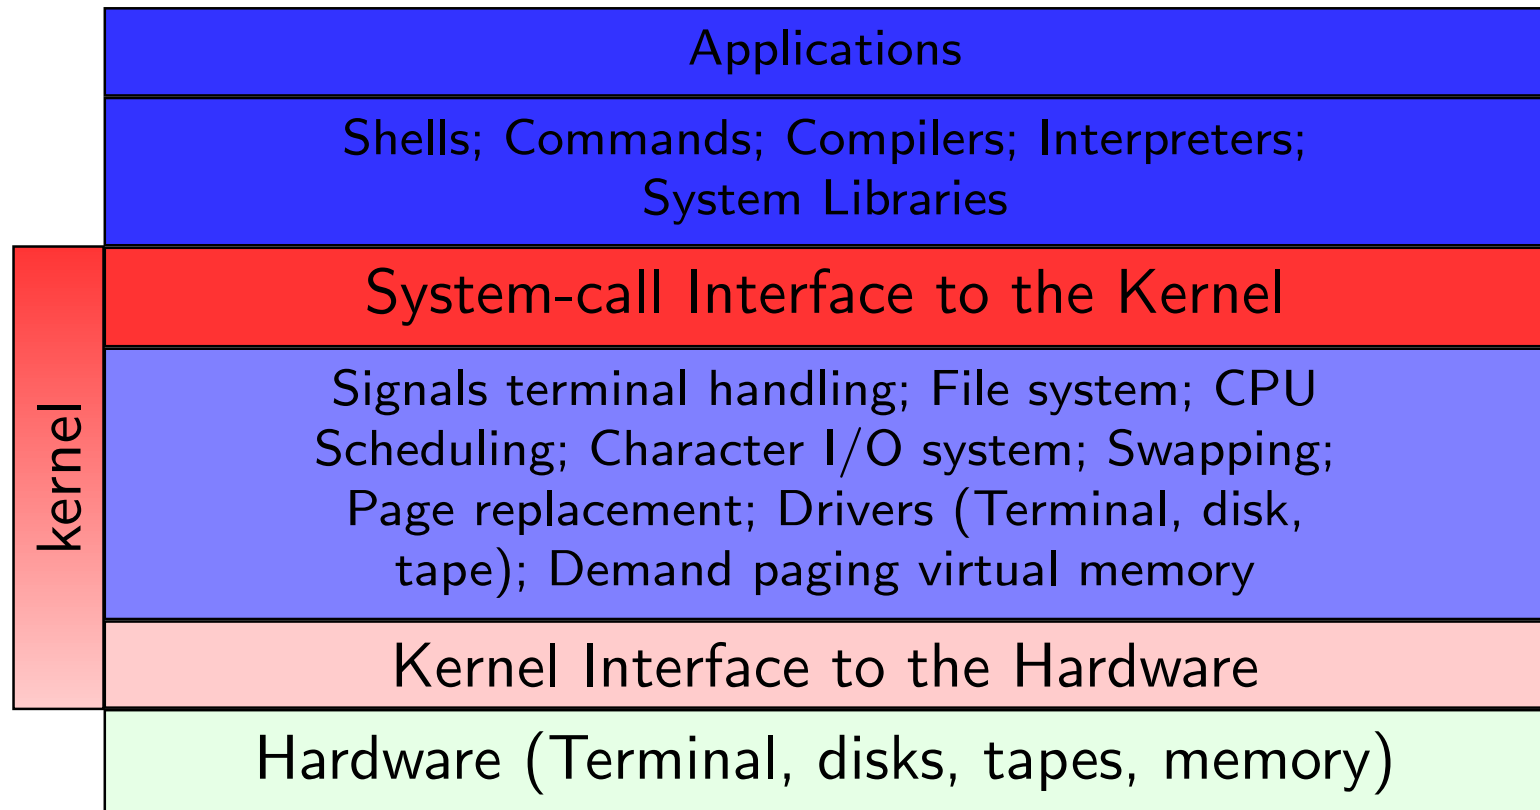 Applications
Shells; Commands; Compilers; Interpreters;
System Libraries
System-call Interface to the Kernel
kernel
Signals terminal handling; File system; CPU
Scheduling; Character I/O system; Swapping;
Page replacement; Drivers (Terminal, disk,
tape); Demand paging virtual memory
Kernel Interface to the Hardware
Hardware (Terminal, disks, tapes, memory)